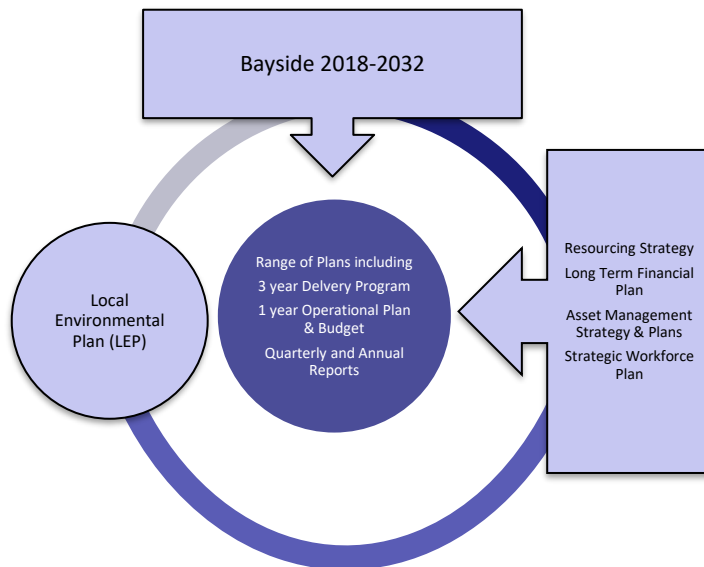 Bayside 2018-2032
Range of Plans including
3 year Delvery Program
1 year Operational Plan
& Budget
Quarterly and Annual
Reports
Local
Environmental
Plan (LEP)
Resourcing Strategy
Long Term Financial
Plan
Asset Management
Strategy & Plans
Strategic Workforce
Plan